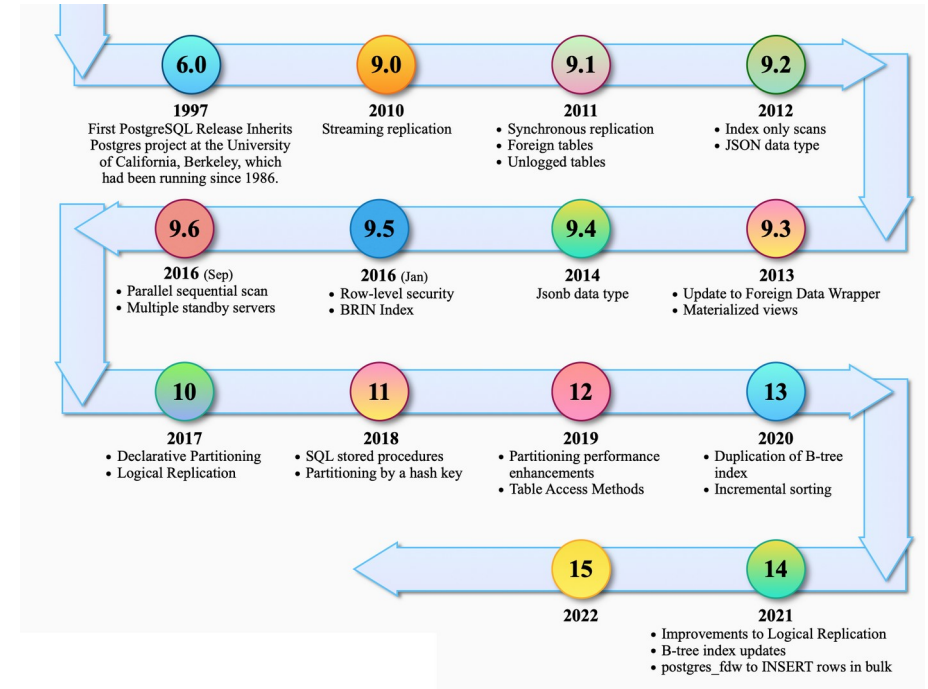 6.0
1997
First PostgreSQL Release Inherits
Postgres project at the University
of California, Berkeley, which
had been running since 1986.
9.0
2010
Streaming replication
9.1
2011
• Synchronous replication
• Foreign tables
• Unlogged tables
9.2
2012
• Index only scans
• JSON data type
9.3
2013
• Update to Foreign Data Wrapper
• Materialized views
9.4
2014
Jsonb data type
9.5
2016 (Jan)
• Row-level security
• BRIN Index
9.6
2016 (Sep)
• Parallel sequential scan
• Multiple standby servers
10
2017
• Declarative Partitioning
• Logical Replication
11
2018
• SQL stored procedures
• Partitioning by a hash key
12
2019
• Partitioning performance
enhancements
• Table Access Methods
13
2020
• Duplication of B-tree
index
• Incremental sorting
14
2021
• Improvements to Logical Replication
• B-tree index updates
• postgres_fdw to INSERT rows in bulk
15
2022